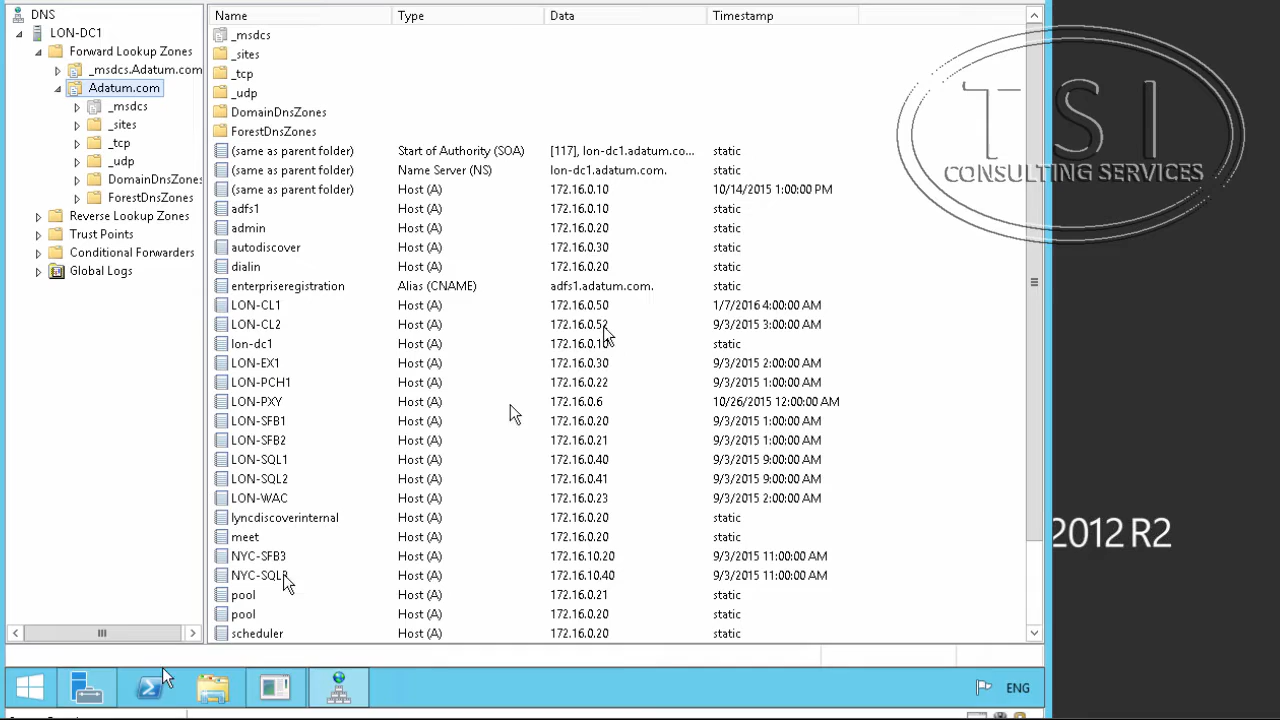 DNS
LON-DC1
Forward Lookup Zones
_msdcs.Adatum.com
Adatum.com
_msdcs
_sites
_tcp
_udp
DomainDnsZones
ForestDnsZones
Reverse Lookup Zones
Trust Points
Conditional Forwarders
Global Logs
Name Type Data Timestamp
_msdcs
_sites
_tcp
_udp
DomainDnsZones
ForestDnsZones
(same as parent folder) Start of Authority (SOA) [117], lon-dc1.adatum.co... static
(same as parent folder) Name Server (NS) lon-dc1.adatum.com. static
(same as parent folder) Host (A) 172.16.0.10 10/14/2015 1:00:00 PM
adfs1 Host (A) 172.16.0.10 static
admin Host (A) 172.16.0.20 static
autodiscover Host (A) 172.16.0.30 static
dialin Host (A) 172.16.0.20 static
enterpriseregistration Alias (CNAME) adfs1.adatum.com. static
LON-CL1 Host (A) 172.16.0.50 1/7/2016 4:00:00 AM
LON-CL2 Host (A) 172.16.0.52 9/3/2015 3:00:00 AM
lon-dc1 Host (A) 172.16.0.10 static
LON-EX1 Host (A) 172.16.0.30 9/3/2015 2:00:00 AM
LON-PCH1 Host (A) 172.16.0.22 9/3/2015 1:00:00 AM
LON-PXY Host (A) 172.16.0.6 10/26/2015 12:00:00 AM
LON-SFB1 Host (A) 172.16.0.20 9/3/2015 1:00:00 AM
LON-SFB2 Host (A) 172.16.0.21 9/3/2015 1:00:00 AM
LON-SQL1 Host (A) 172.16.0.40 9/3/2015 9:00:00 AM
LON-SQL2 Host (A) 172.16.0.41 9/3/2015 9:00:00 AM
LON-WAC Host (A) 172.16.0.23 9/3/2015 2:00:00 AM
lyncdiscoverinternal Host (A) 172.16.0.20 static
meet Host (A) 172.16.0.20 static
NYC-SFB3 Host (A) 172.16.10.20 9/3/2015 11:00:00 AM
Host (A) 172.16.10.40 9/3/2015 11:00:00 AM
pool Host (A) 172.16.0.21 static
pool Host (A) 172.16.0.20 static
scheduler Host (A) 172.16.0.20 static
TSI
CONSULTING SERVICES
2012 R2
ENG